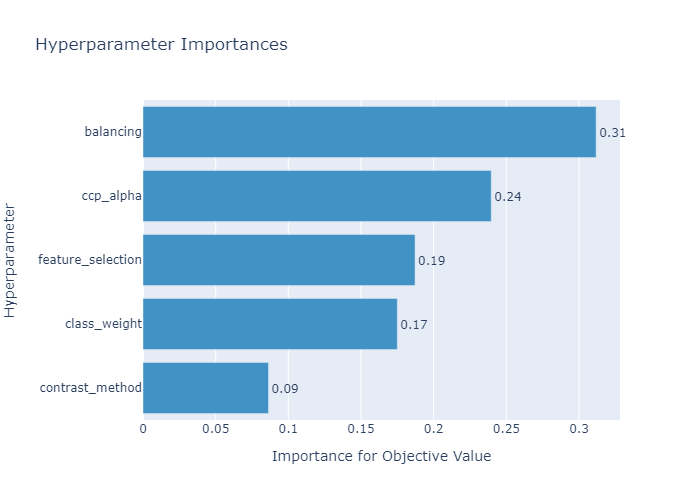 Hyperparameter Importances
Hyperparameter
balancing
0.31
ccp_alpha
0.24
feature_selection
0.19
class_weight
0.17
contrast_method
0.09
0 0.05 0.1 0.15 0.2 0.25 0.3
Importance for Objective Value